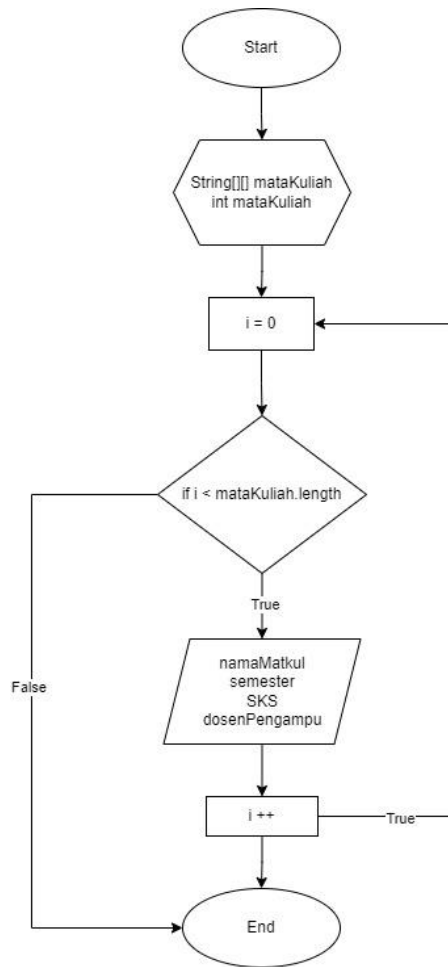 Start
String[][] mataKuliah
int mataKuliah
i = 0
if i < mataKuliah.length
True
namaMatkul
semester
SKS
dosenPengampu
False
i ++
True
End